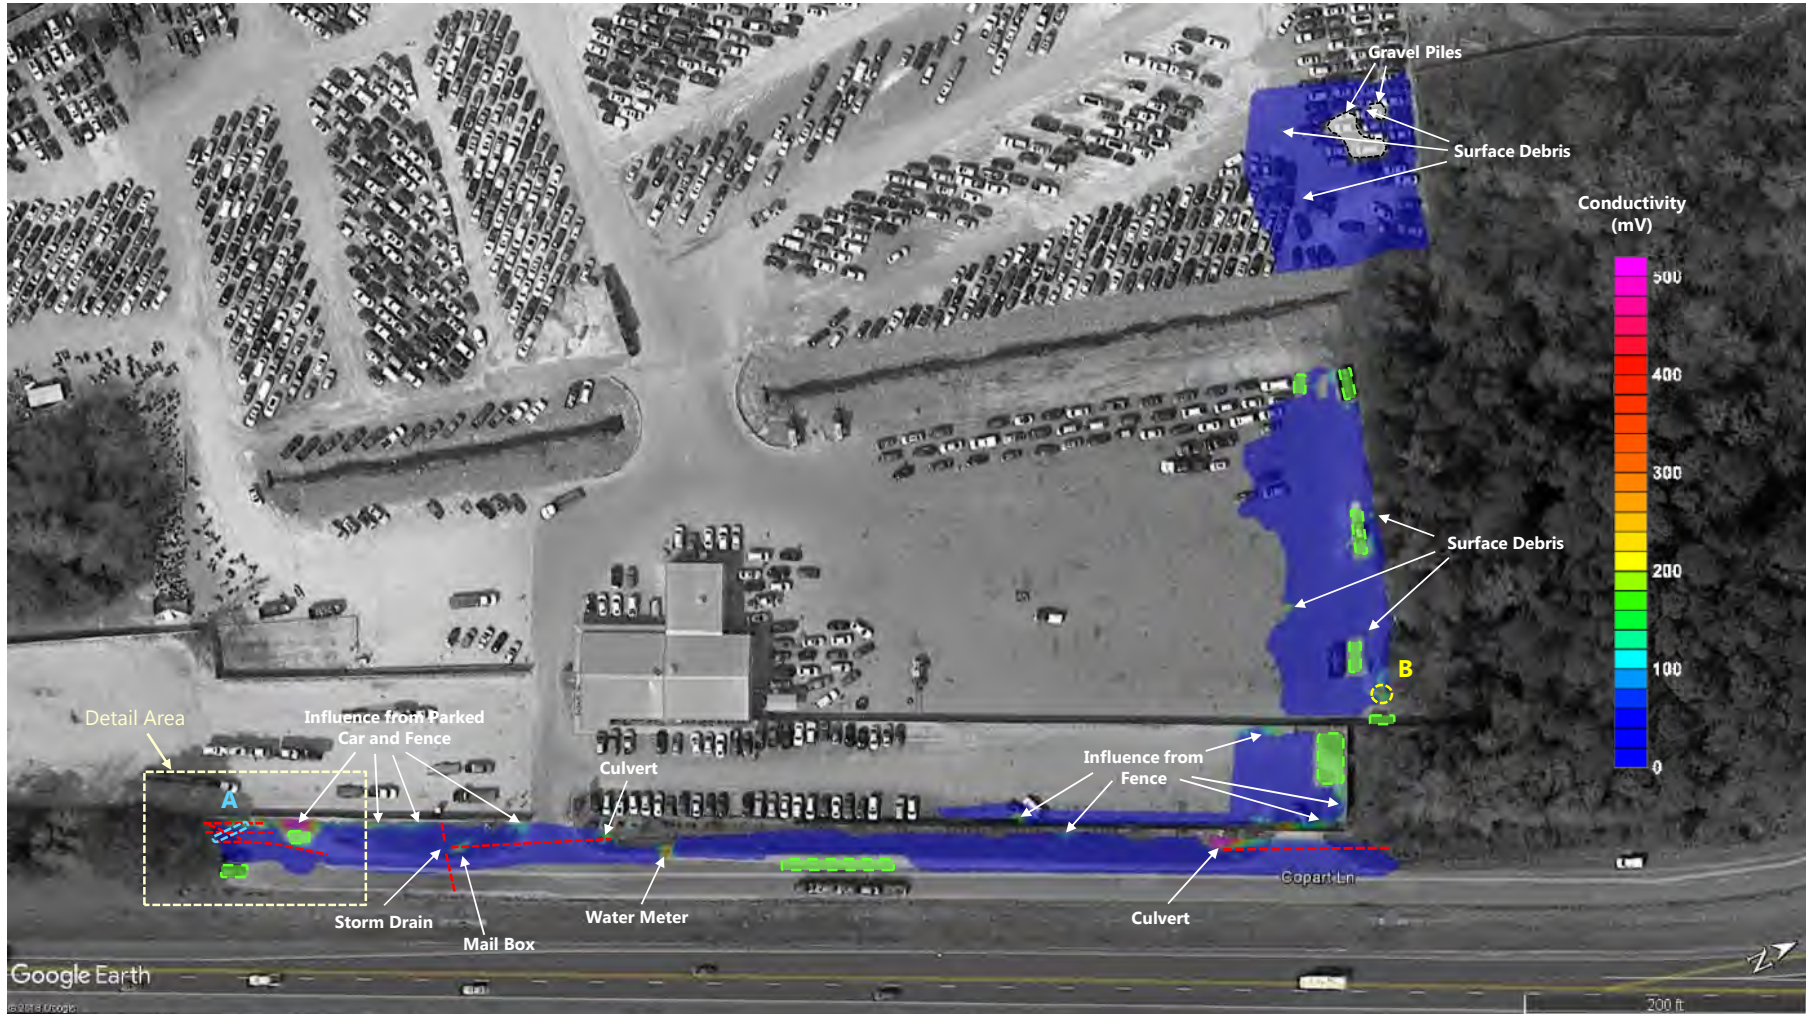 Gravel Piles
Surface Debris
Conductivity
(mV)
500
400
300
200
100
0
Surface Debris
B
Detail Area
Influence from Parked
Car and Fence
A
Culvert
Influence from
Fence
Storm Drain
Mail Box
Water Meter
Culvert
Copart Ln
Google Earth
© 2018 Google
N
200 ft